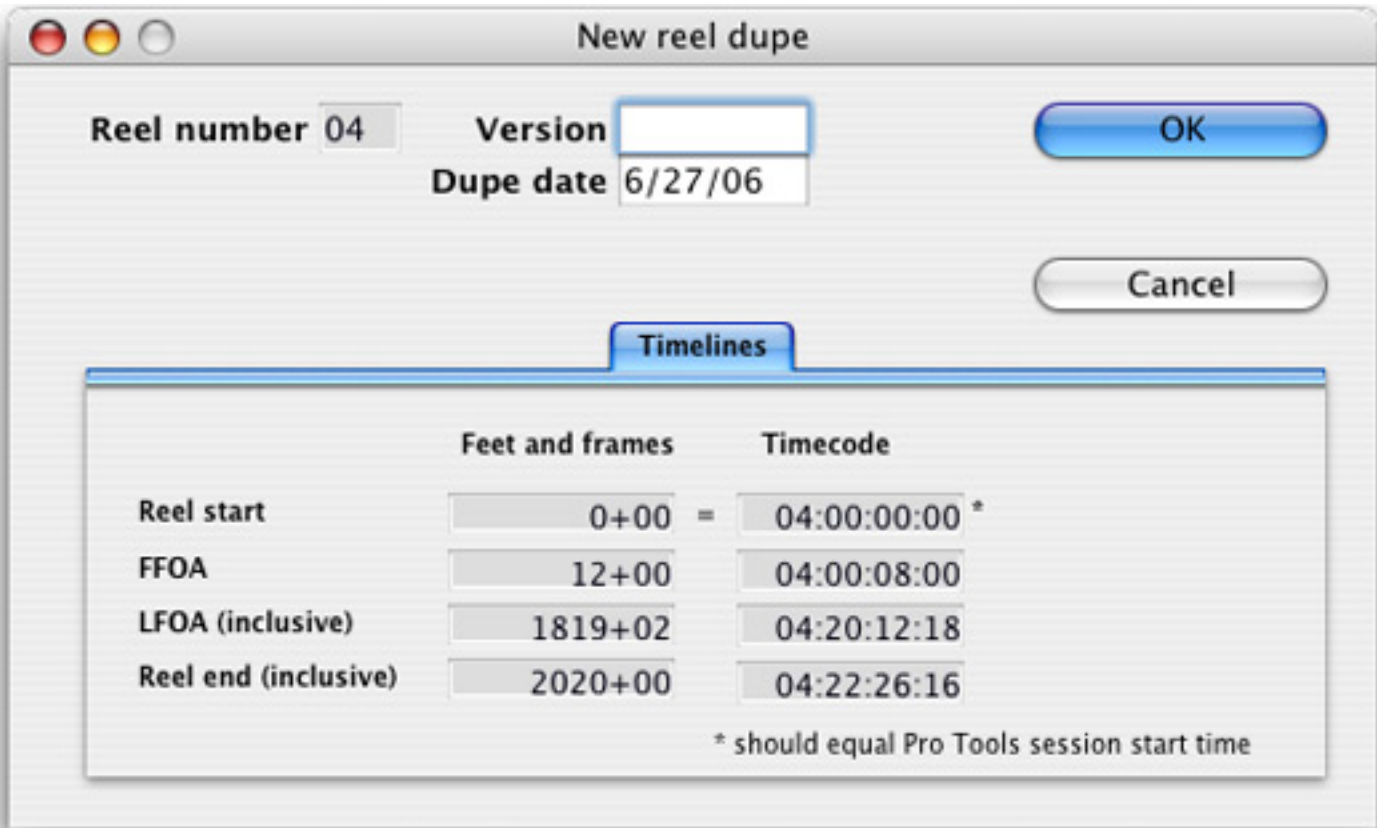 New reel dupe
Reel number 04 Version OK
Dupe date 6/27/06
Cancel
Timelines
Feet and frames Timecode
Reel start 0+00 = 04:00:00:00 *
FFOA 12+00 04:00:08:00
LFOA (inclusive) 1819+02 04:20:12:18
Reel end (inclusive) 2020+00 04:22:26:16
* should equal Pro Tools session start time